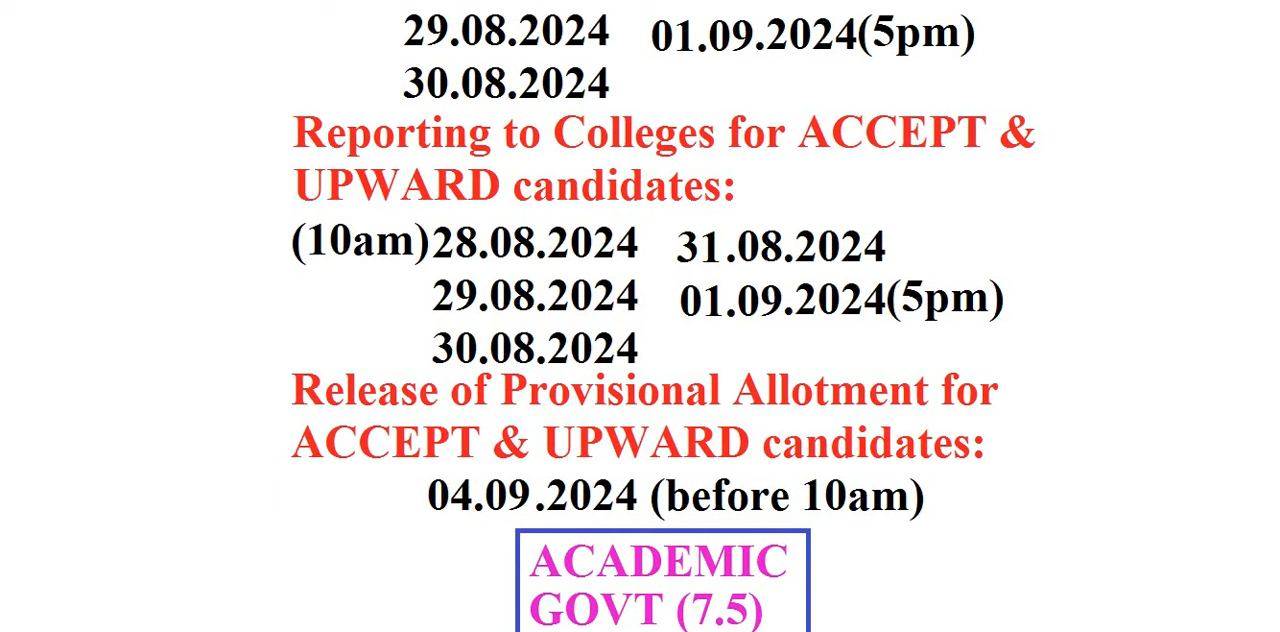 29.08.2024 01.09.2024(5pm)
30.08.2024
Reporting to Colleges for ACCEPT &
UPWARD candidates:
(10am)28.08.2024 31.08.2024
29.08.2024 01.09.2024(5pm)
30.08.2024
Release of Provisional Allotment for
ACCEPT & UPWARD candidates:
04.09.2024 (before 10am)
ACADEMIC
GOVT (7.5)